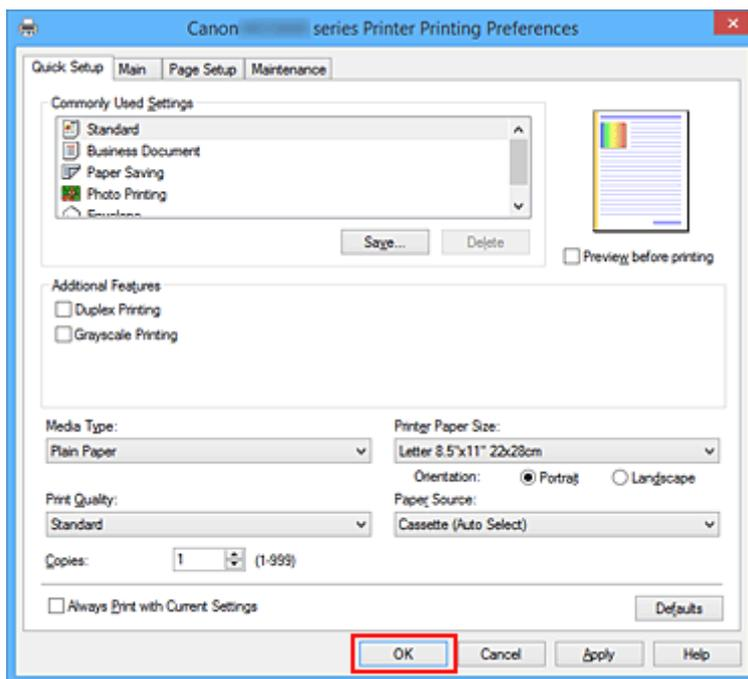 Canon series Printer Printing Preferences
Quick Setup Main Page Setup Maintenance
Commonly Used Settings
Standard
Business Document
Paper Saving
Photo Printing
Envelope
Save... Delete
Preview before printing
Additional Features
Duplex Printing
Grayscale Printing
Media Type: Printer Paper Size:
Plain Paper Letter 8.5"x11" 22x28cm
Orientation: Portrait Landscape
Print Quality: Paper Source:
Standard Cassette (Auto Select)
Copies: 1 (1-999)
Always Print with Current Settings Defaults
OK Cancel Apply Help